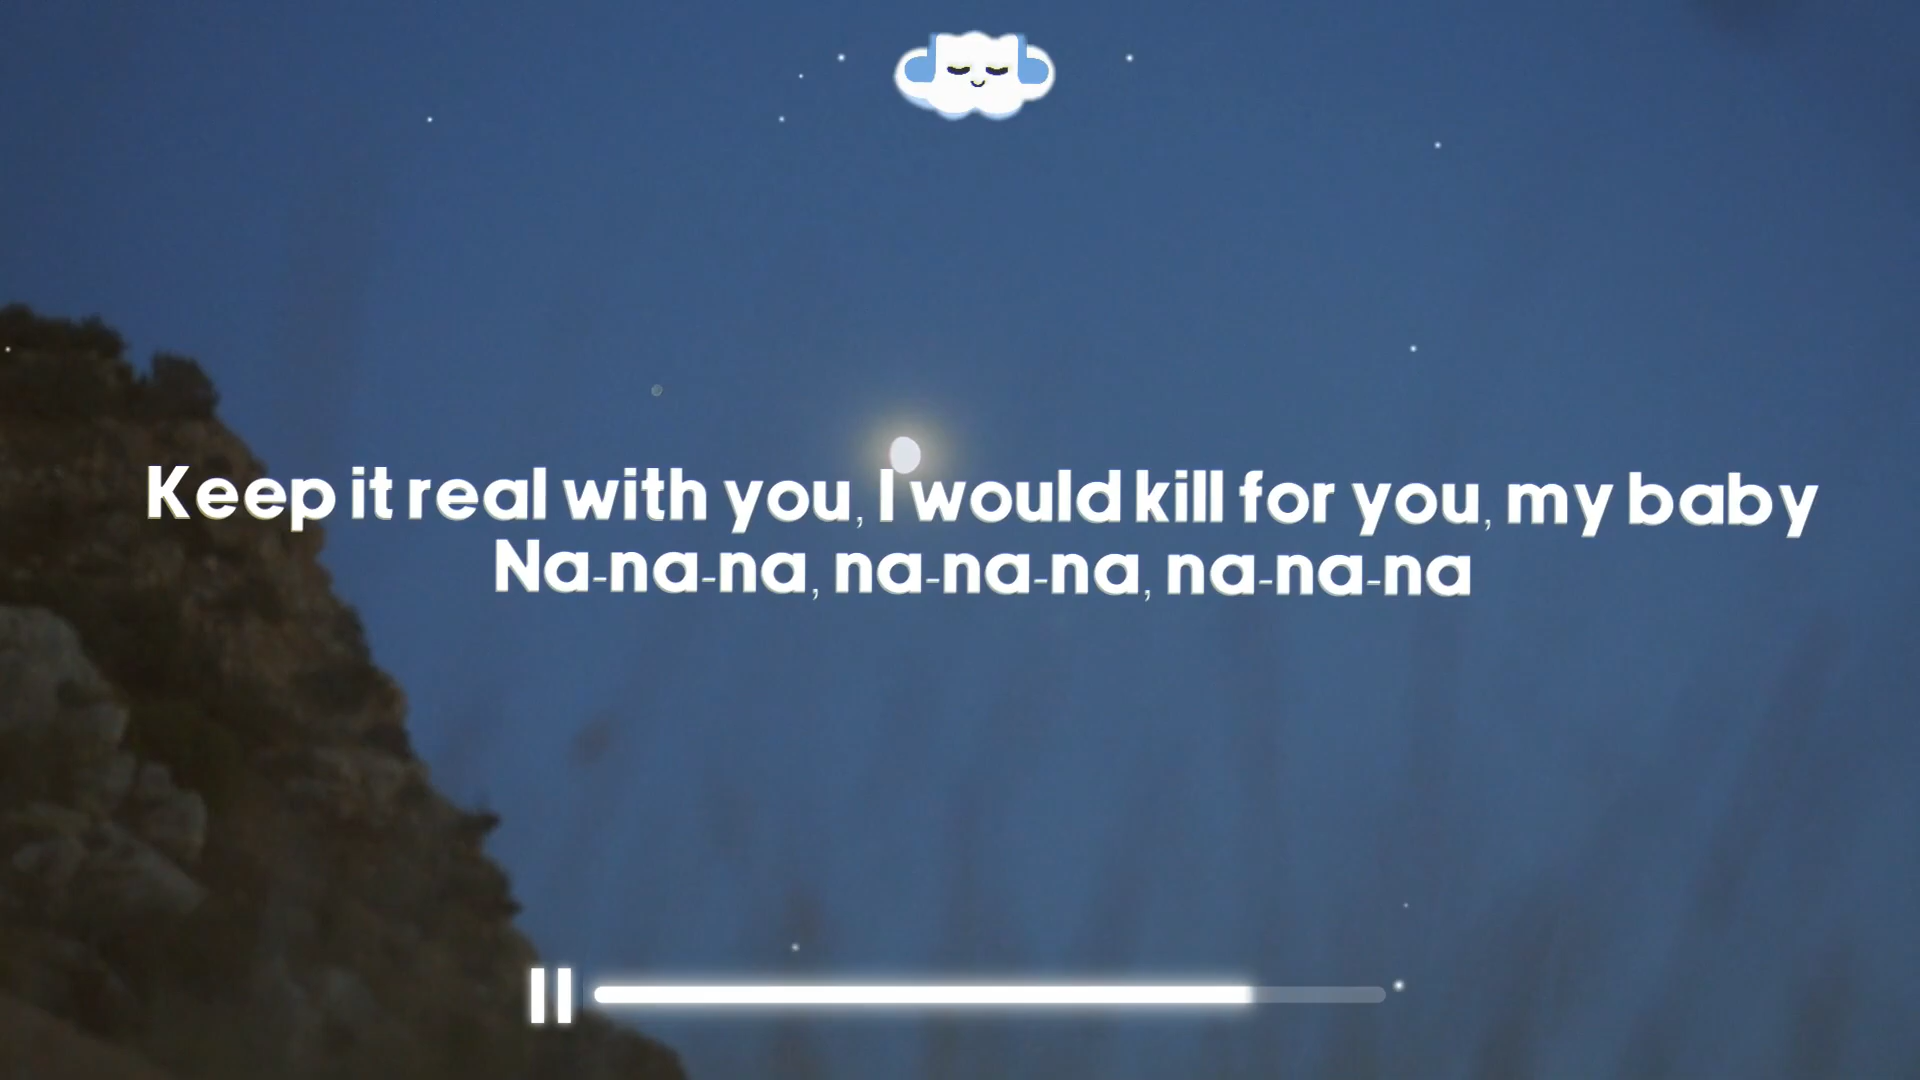 Keep it real with you, I would kill for you, my baby
Na-na-na, na-na-na, na-na-na